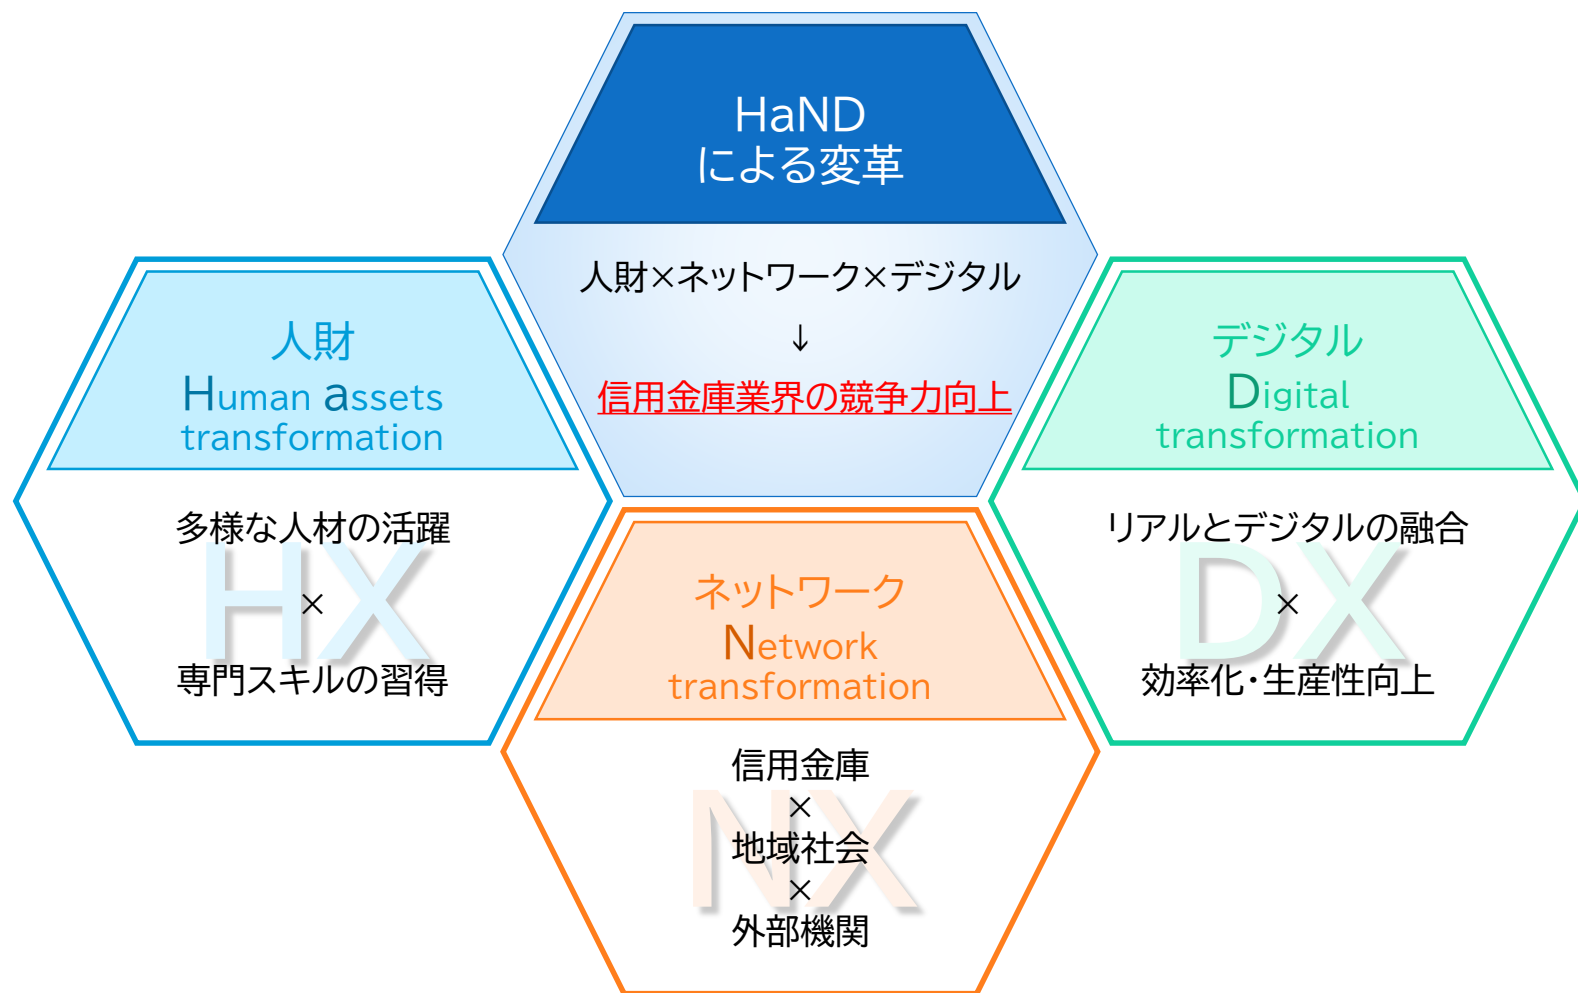 HaND
による変革
人財×ネットワーク×デジタル
↓
信用金庫業界の競争力向上
人財
Human assets
transformation
HX
多様な人材の活躍
×
専門スキルの習得
ネットワーク
Network
transformation
NX
信用金庫
×
地域社会
×
外部機関
デジタル
Digital
transformation
DX
リアルとデジタルの融合
×
効率化・生産性向上